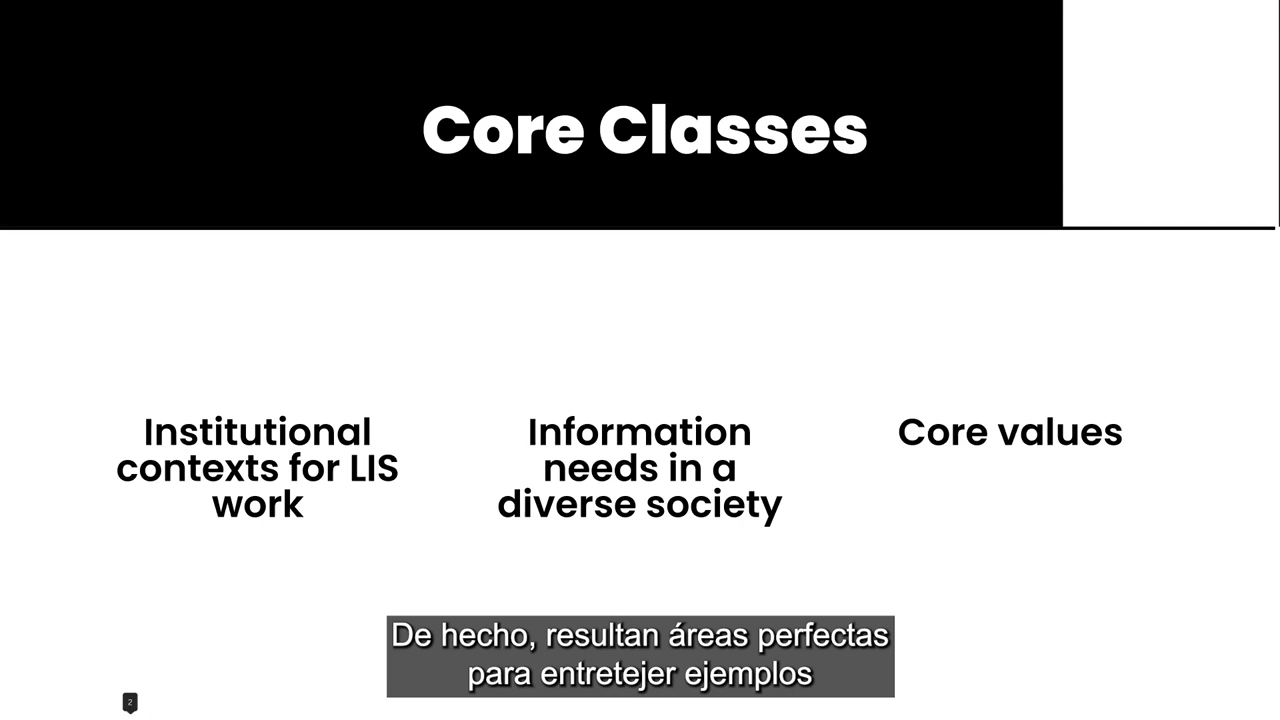 Core Classes
Institutional
contexts for LIS
work
Information
needs in a
diverse society
Core values
De hecho, resultan áreas perfectas
para entretejer ejemplos
2